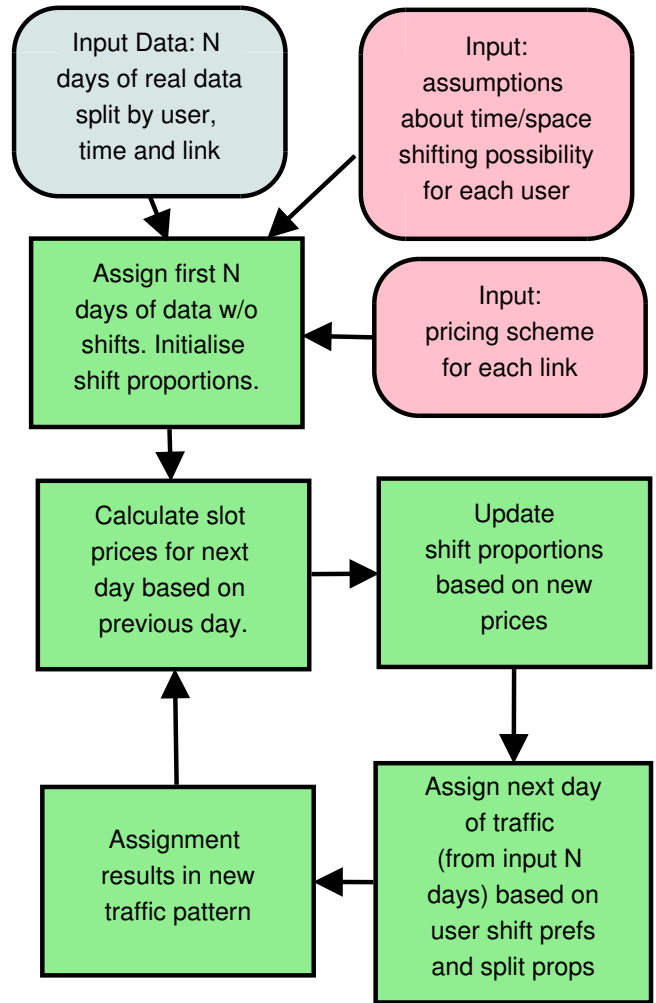 Input Data: N
days of real data
split by user,
time and link
Input:
assumptions
about time/space
shifting possibility
for each user
Assign first N
days of data w/o
shifts. Initialise
shift proportions.
Input:
pricing scheme
for each link
Calculate slot
prices for next
day based on
previous day.
Update
shift proportions
based on new
prices
Assignment
results in new
traffic pattern
Assign next day
of traffic
(from input N
days) based on
user shift prefs
and split props